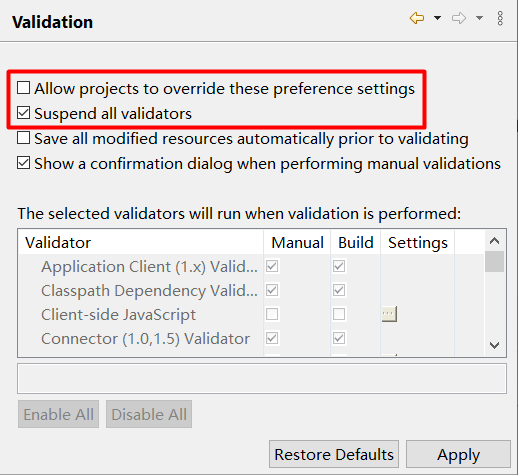 Validation
Allow projects to override these preference settings
Suspend all validators
Save all modified resources automatically prior to validating
Show a confirmation dialog when performing manual validations
The selected validators will run when validation is performed:
Validator Manual Build Settings
Application Client (1.x) Valid...
Classpath Dependency Valid...
Client-side JavaScript ...
Connector (1.0,1.5) Validator
Enable All Disable All
Restore Defaults Apply